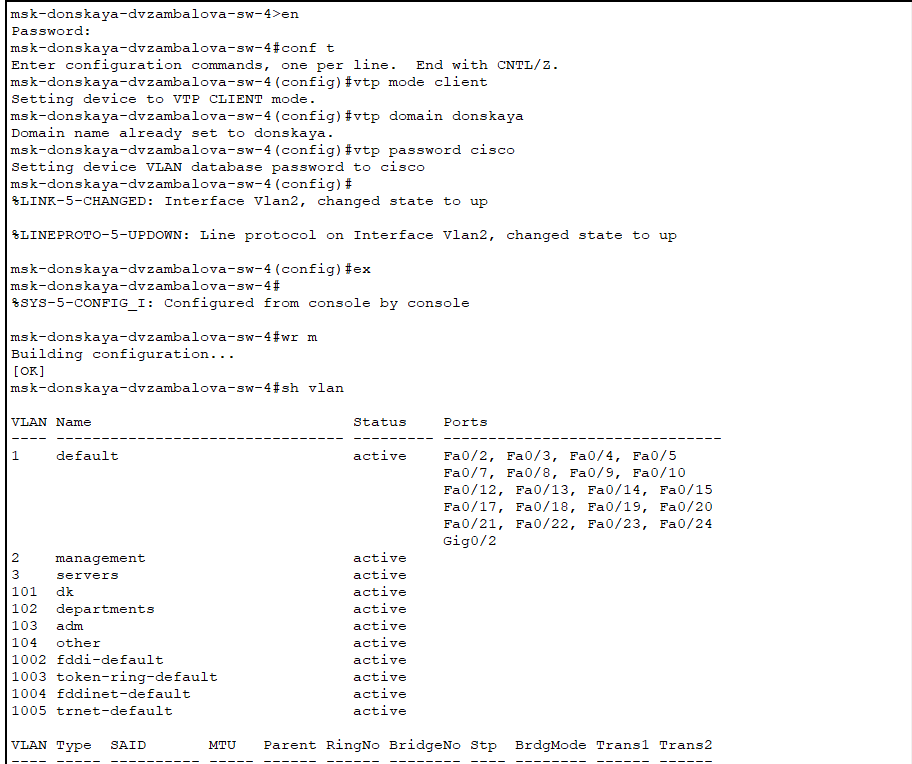 msk-donskaya-dvzambalova-sw-4>en
Password:
msk-donskaya-dvzambalova-sw-4#conf t
Enter configuration commands, one per line.  End with CNTL/Z.
msk-donskaya-dvzambalova-sw-4(config)#vtp mode client
Setting device to VTP CLIENT mode.
msk-donskaya-dvzambalova-sw-4(config)#vtp domain donskaya
Domain name already set to donskaya.
msk-donskaya-dvzambalova-sw-4(config)#vtp password cisco
Setting device VLAN database password to cisco
msk-donskaya-dvzambalova-sw-4(config)#
%LINK-5-CHANGED: Interface Vlan2, changed state to up
%LINEPROTO-5-UPDOWN: Line protocol on Interface Vlan2, changed state to up
msk-donskaya-dvzambalova-sw-4(config)#ex
msk-donskaya-dvzambalova-sw-4#
%SYS-5-CONFIG_I: Configured from console by console
msk-donskaya-dvzambalova-sw-4#wr m
Building configuration...
[OK]
msk-donskaya-dvzambalova-sw-4#sh vlan
VLAN Name                             Status    Ports
---- -------------------------------- --------- -------------------------------
1    default                          active    Fa0/2, Fa0/3, Fa0/4, Fa0/5
                                                Fa0/7, Fa0/8, Fa0/9, Fa0/10
                                                Fa0/12, Fa0/13, Fa0/14, Fa0/15
                                                Fa0/17, Fa0/18, Fa0/19, Fa0/20
                                                Fa0/21, Fa0/22, Fa0/23, Fa0/24
                                                Gig0/2
2    management                       active
3    servers                          active
101  dk                               active
102  departments                      active
103  adm                              active
104  other                            active
1002 fddi-default                     active
1003 token-ring-default               active
1004 fddinet-default                  active
1005 trnet-default                    active
VLAN Type  SAID       MTU   Parent RingNo BridgeNo Stp  BrdgMode Trans1 Trans2
---- ----- ---------- ----- ------ ------ -------- ---- -------- ------ ------